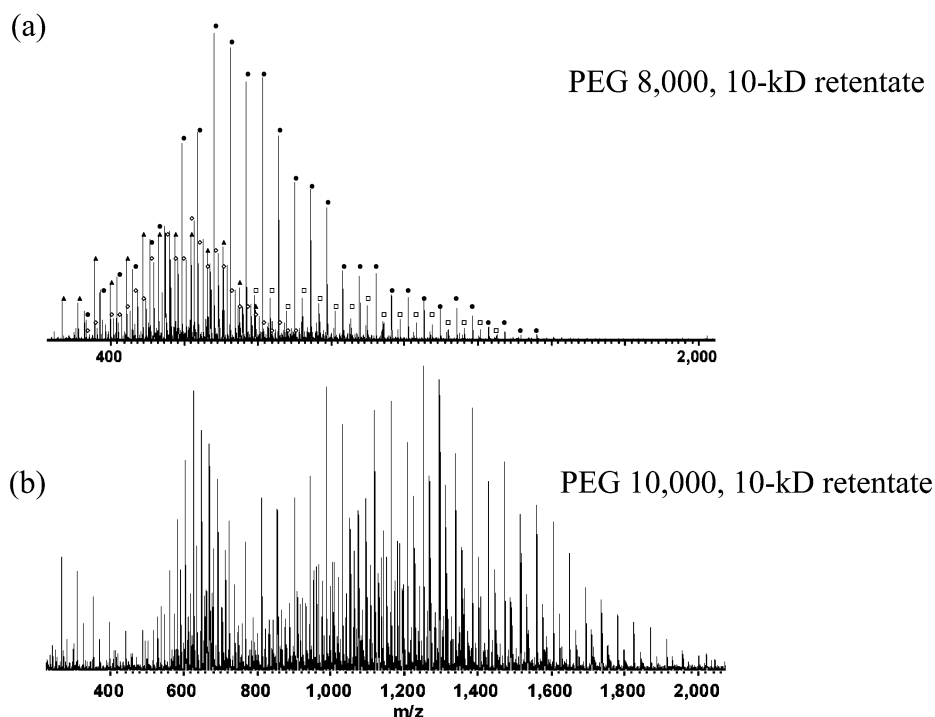 (a)
PEG 8,000, 10-kD retentate
400 2,000
(b)
PEG 10,000, 10-kD retentate
400 600 800 1,000 1,200 1,400 1,600 1,800 2,000
m/z